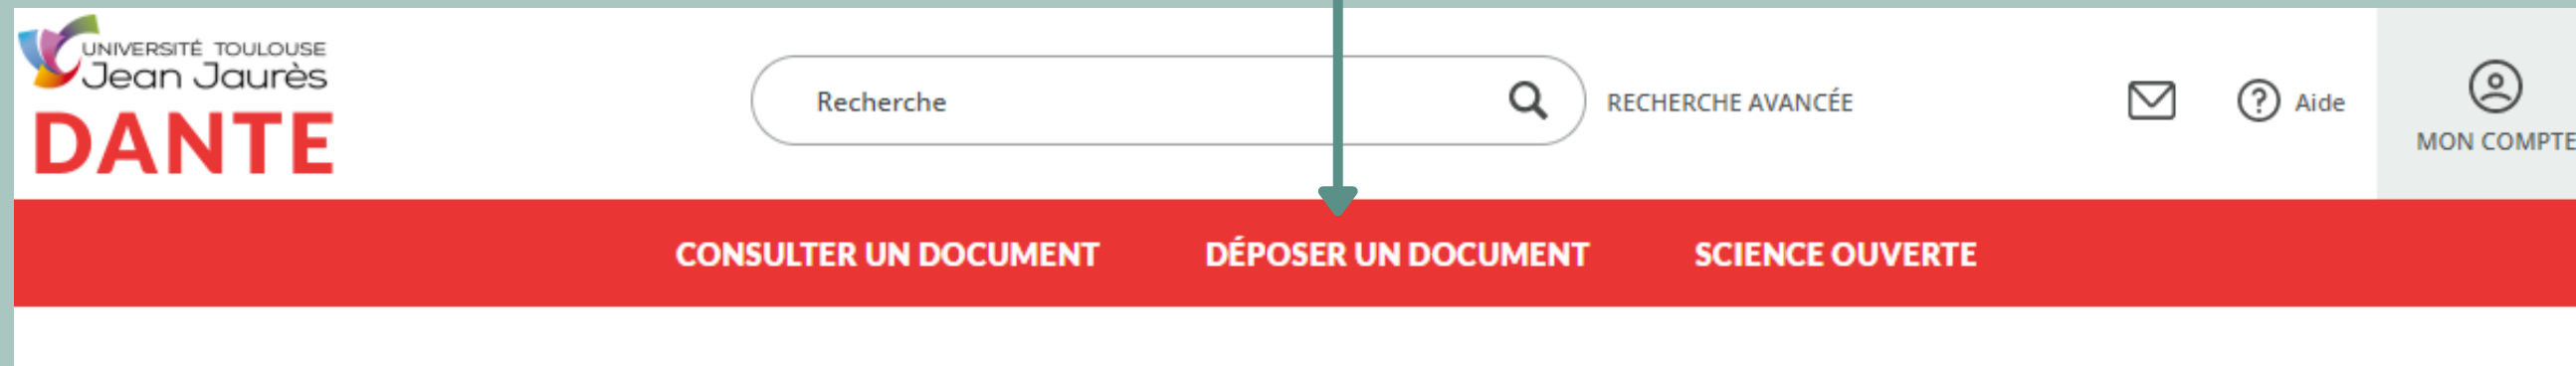 UNIVERSITÉ TOULOUSE
Jean Jaurès
DANTE
Recherche
RECHERCHE AVANCÉE
Aide
MON COMPTE
CONSULTER UN DOCUMENT
DÉPOSER UN DOCUMENT
SCIENCE OUVERTE